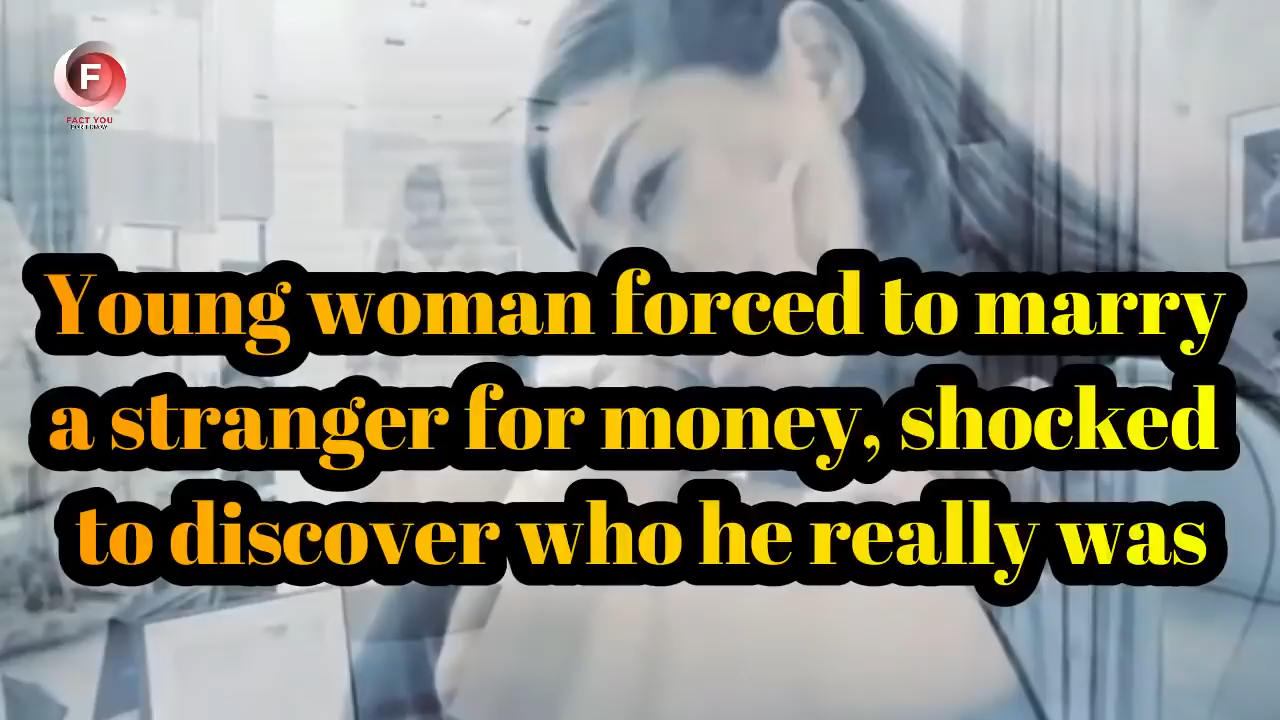 F
FACT YOU
Young woman forced to marry
a stranger for money, shocked
to discover who he really was